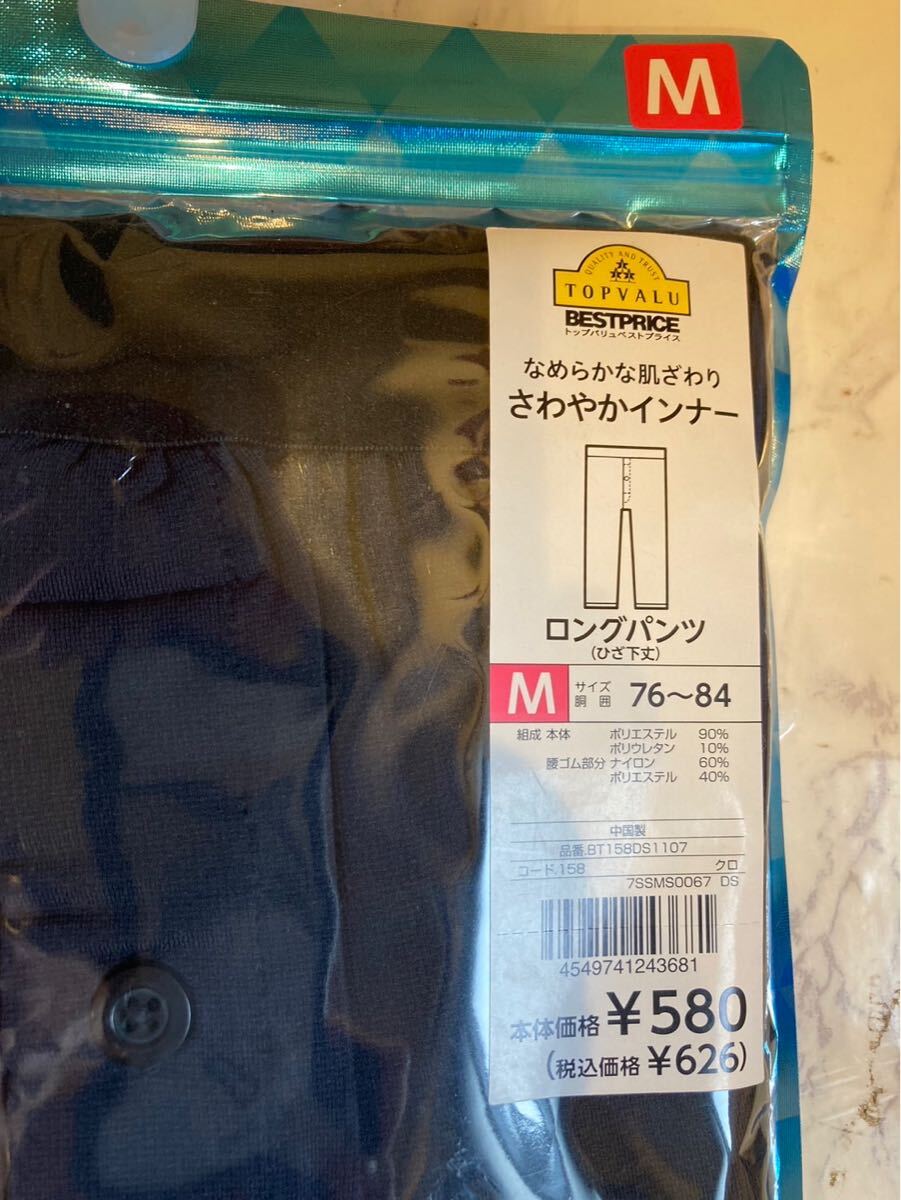 M
QUALITY AND TRUST
TOPVALU
BESTPRICE
トップバリュベストプライス
なめらかな肌ざわり
さわやかインナー
ロングパンツ
(ひざ下丈)
M サイズ 胴囲 76〜84
組成 本体 ポリエステル 90%
ポリウレタン 10%
腰ゴム部分 ナイロン 60%
ポリエステル 40%
中国製
品番.BT158DS1107
コード.158 クロ
7SSMS0067 DS
4549741243681
本体価格 ¥580
(税込価格 ¥626)